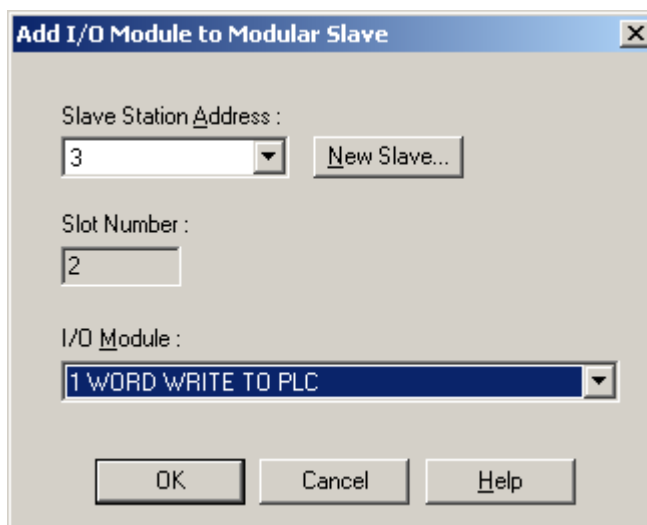 Add I/O Module to Modular Slave
Slave Station Address :
3 New Slave...
Slot Number :
2
I/O Module :
1 WORD WRITE TO PLC
OK Cancel Help